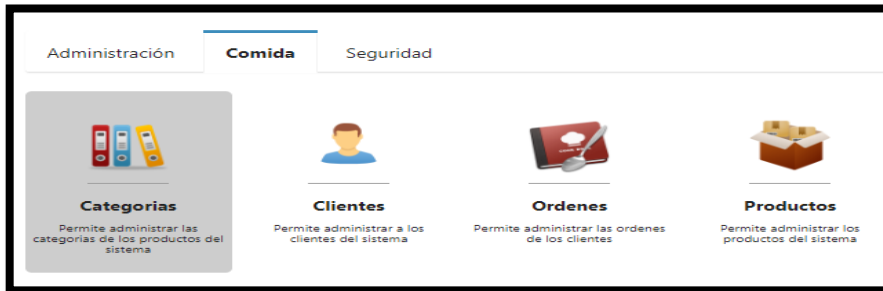 Administración
Comida
Seguridad
Categorias
Permite administrar las
categorias de los productos del
sistema
Clientes
Permite administrar a los
clientes del sistema
Ordenes
Permite administrar las ordenes
de los clientes
Productos
Permite administrar los
productos del sistema